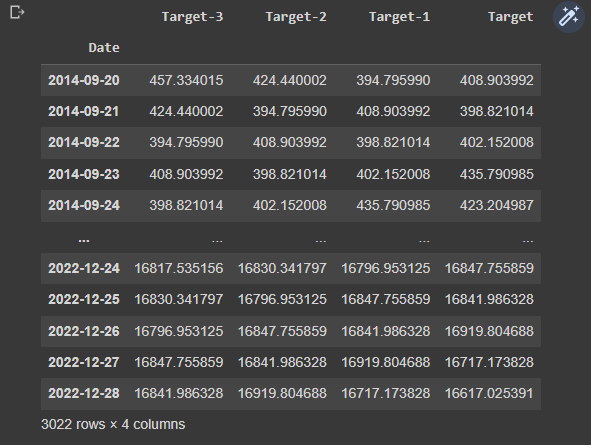 Target-3 Target-2 Target-1 Target
Date
2014-09-20 457.334015 424.440002 394.795990 408.903992
2014-09-21 424.440002 394.795990 408.903992 398.821014
2014-09-22 394.795990 408.903992 398.821014 402.152008
2014-09-23 408.903992 398.821014 402.152008 435.790985
2014-09-24 398.821014 402.152008 435.790985 423.204987
... ... ... ... ...
2022-12-24 16817.535156 16830.341797 16796.953125 16847.755859
2022-12-25 16830.341797 16796.953125 16847.755859 16841.986328
2022-12-26 16796.953125 16847.755859 16841.986328 16919.804688
2022-12-27 16847.755859 16841.986328 16919.804688 16717.173828
2022-12-28 16841.986328 16919.804688 16717.173828 16617.025391
3022 rows × 4 columns